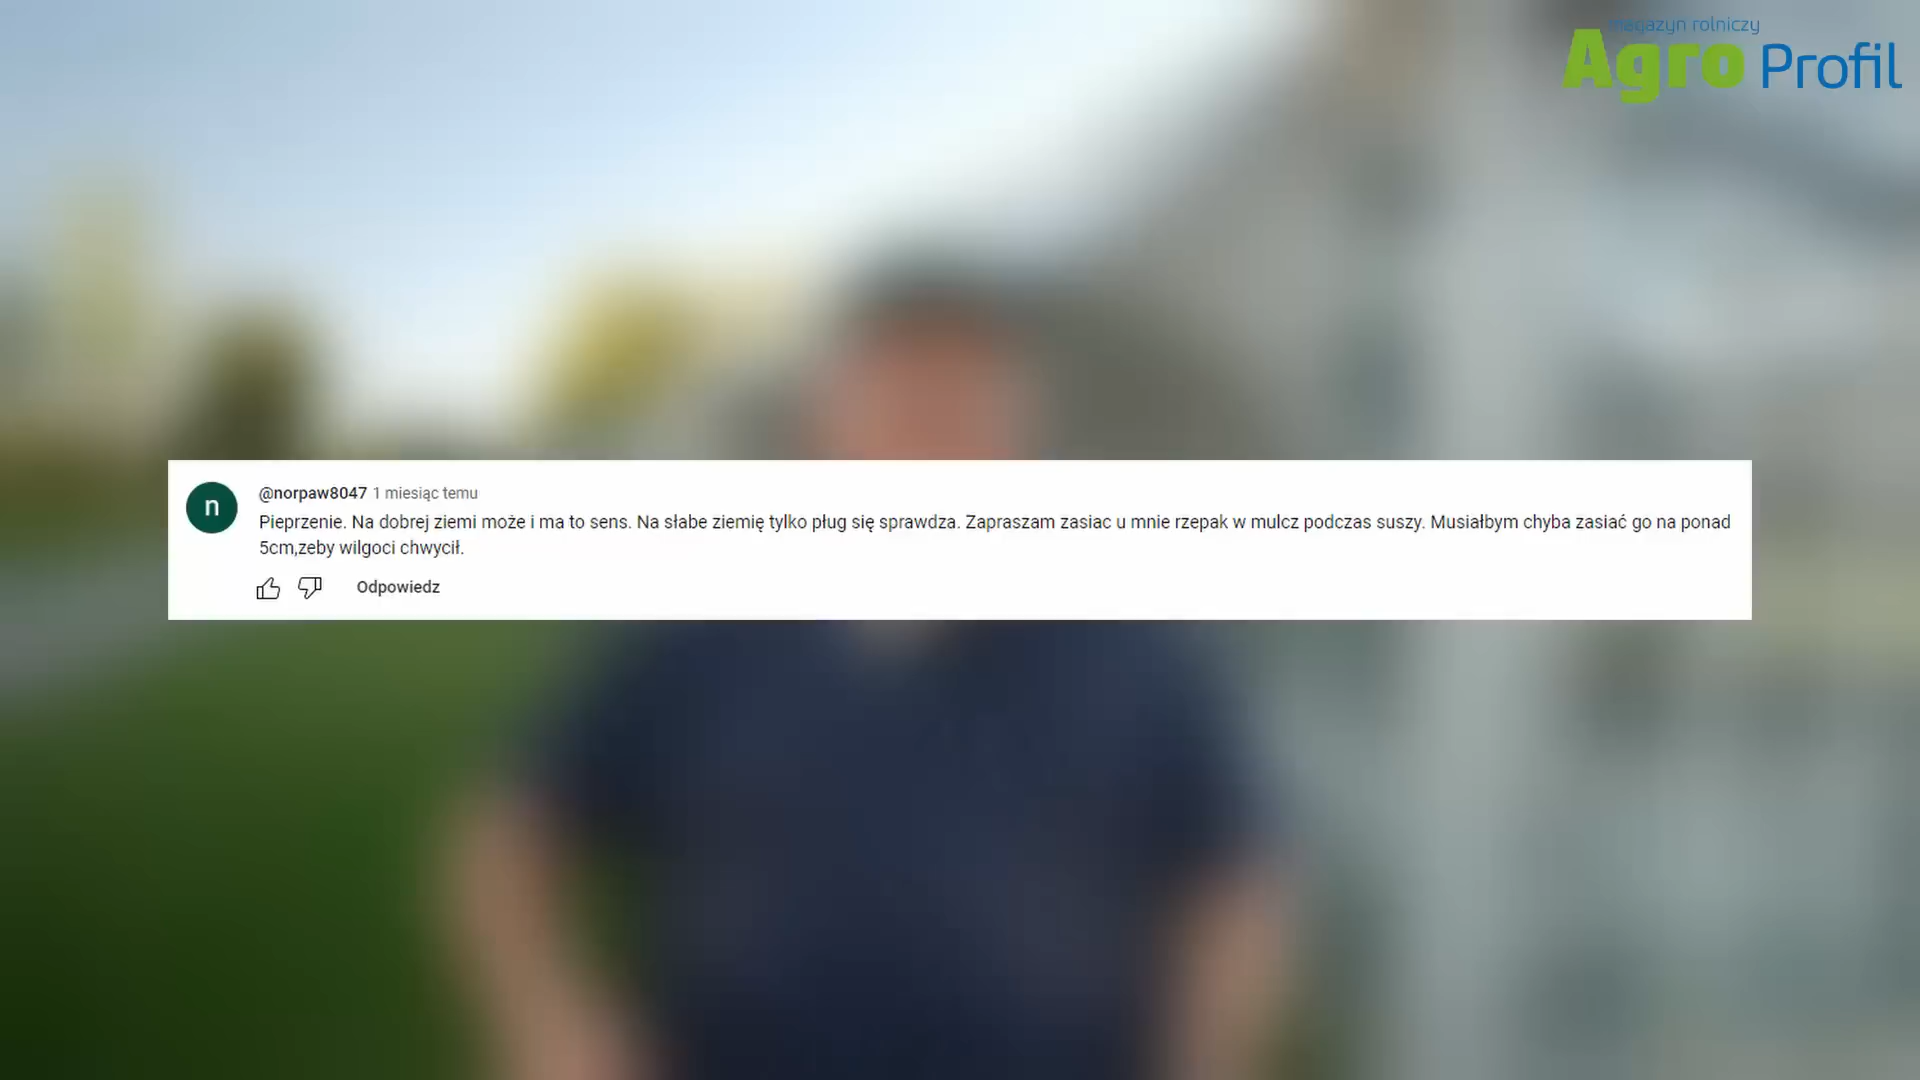 magazyn rolniczy
Agro Profil
n
@norpaw8047 1 miesiąc temu
Pieprzenie. Na dobrej ziemi może i ma to sens. Na słabe ziemię tylko pług się sprawdza. Zapraszam zasiac u mnie rzepak w mulcz podczas suszy. Musiałbym chyba zasiać go na ponad
5cm,zeby wilgoci chwycił.
Odpowiedz